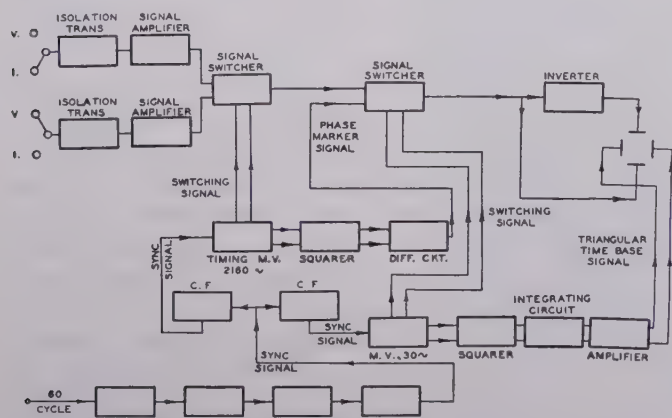 ISOLATION
TRANS
SIGNAL
AMPLIFIER
V.
I.
SIGNAL
SWITCHER
SIGNAL
SWITCHER
INVERTER
ISOLATION
TRANS
SIGNAL
AMPLIFIER
V
I.
PHASE
MARKER
SIGNAL
SWITCHING
SIGNAL
SWITCHING
SIGNAL
SYNC
SIGNAL
TIMING M.V.
2160 ~
SQUARER
DIFF. CKT.
TRIANGULAR
TIME BASE
SIGNAL
C. F
C. F
SYNC
SIGNAL
INTEGRATING
CIRCUIT
M. V., 30~
SQUARER
AMPLIFIER
SYNC
SIGNAL
60
CYCLE